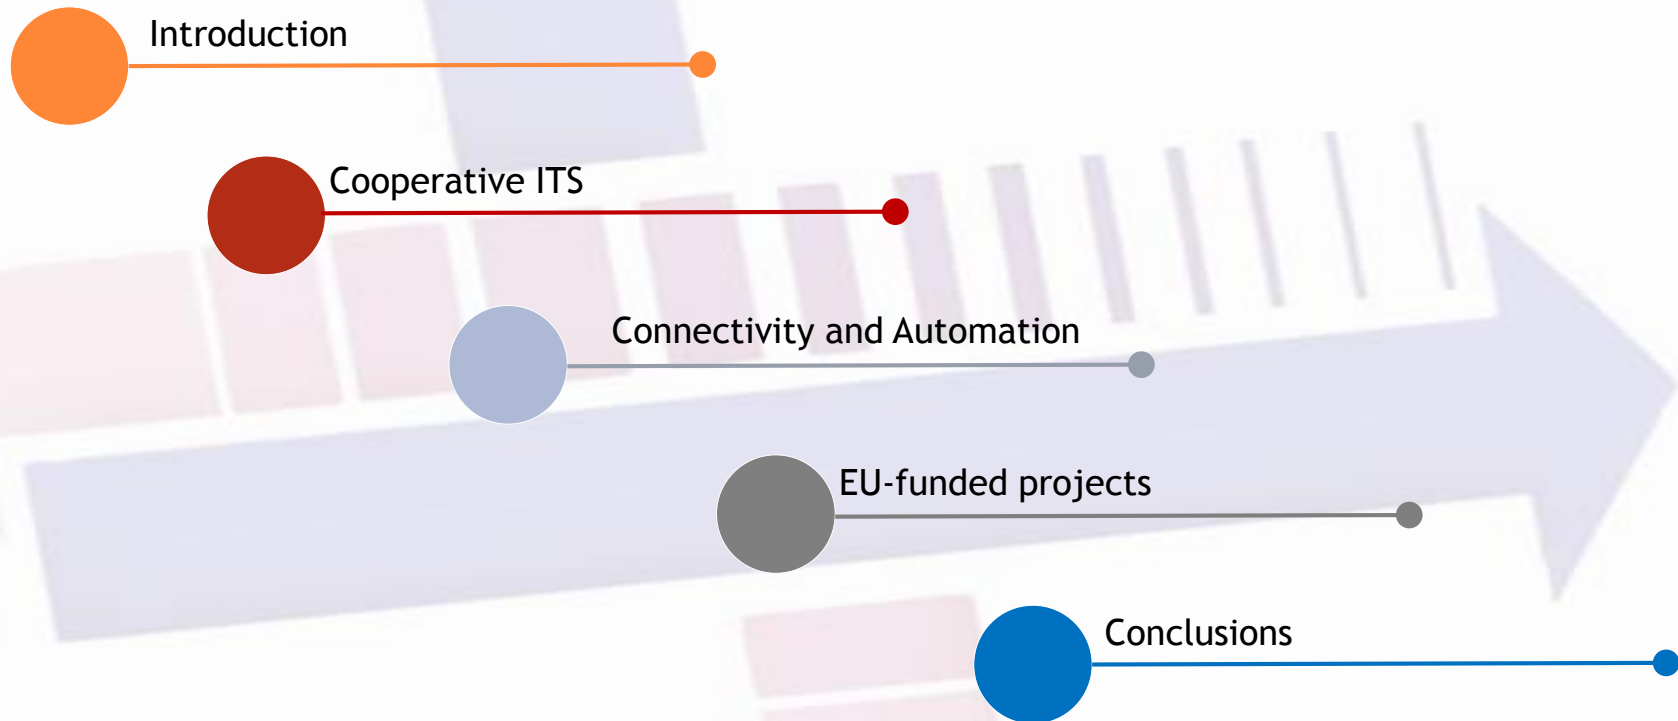 Introduction
Cooperative ITS
Connectivity and Automation
EU-funded projects
Conclusions